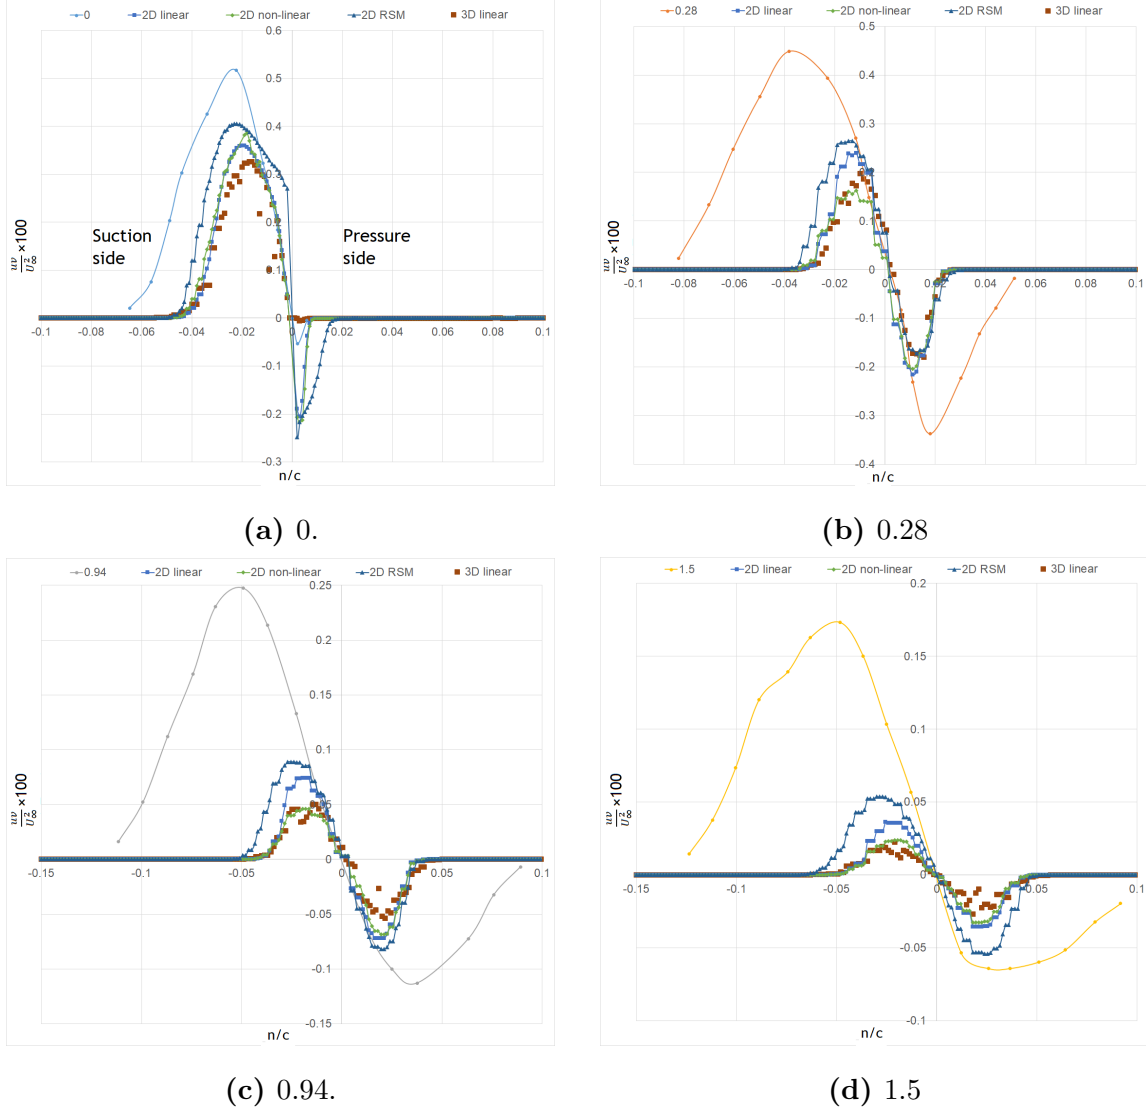 0 2D linear 2D non-linear 2D RSM 3D linear
0.6
0.5
0.4
0.3
0.2
0.1
0
-0.1
-0.2
-0.3
Suction
side
Pressure
side
uv/U∞² ×100
-0.1 -0.08 -0.06 -0.04 -0.02 0 0.02 0.04 0.06 0.08 0.1
n/c
(a) 0.
0.28 2D linear 2D non-linear 2D RSM 3D linear
0.5
0.4
0.3
0.2
0.1
0
-0.1
-0.2
-0.3
-0.4
uv/U∞² ×100
-0.1 -0.08 -0.06 -0.04 -0.02 0 0.02 0.04 0.06 0.08 0.1
n/c
(b) 0.28
0.94 2D linear 2D non-linear 2D RSM 3D linear
0.25
0.2
0.15
0.1
0.05
0
-0.05
-0.1
-0.15
uv/U∞² ×100
-0.15 -0.1 -0.05 0 0.05 0.1
n/c
(c) 0.94.
1.5 2D linear 2D non-linear 2D RSM 3D linear
0.2
0.15
0.1
0.05
0
-0.05
-0.1
uv/U∞² ×100
-0.15 -0.1 -0.05 0 0.05 0.1
n/c
(d) 1.5